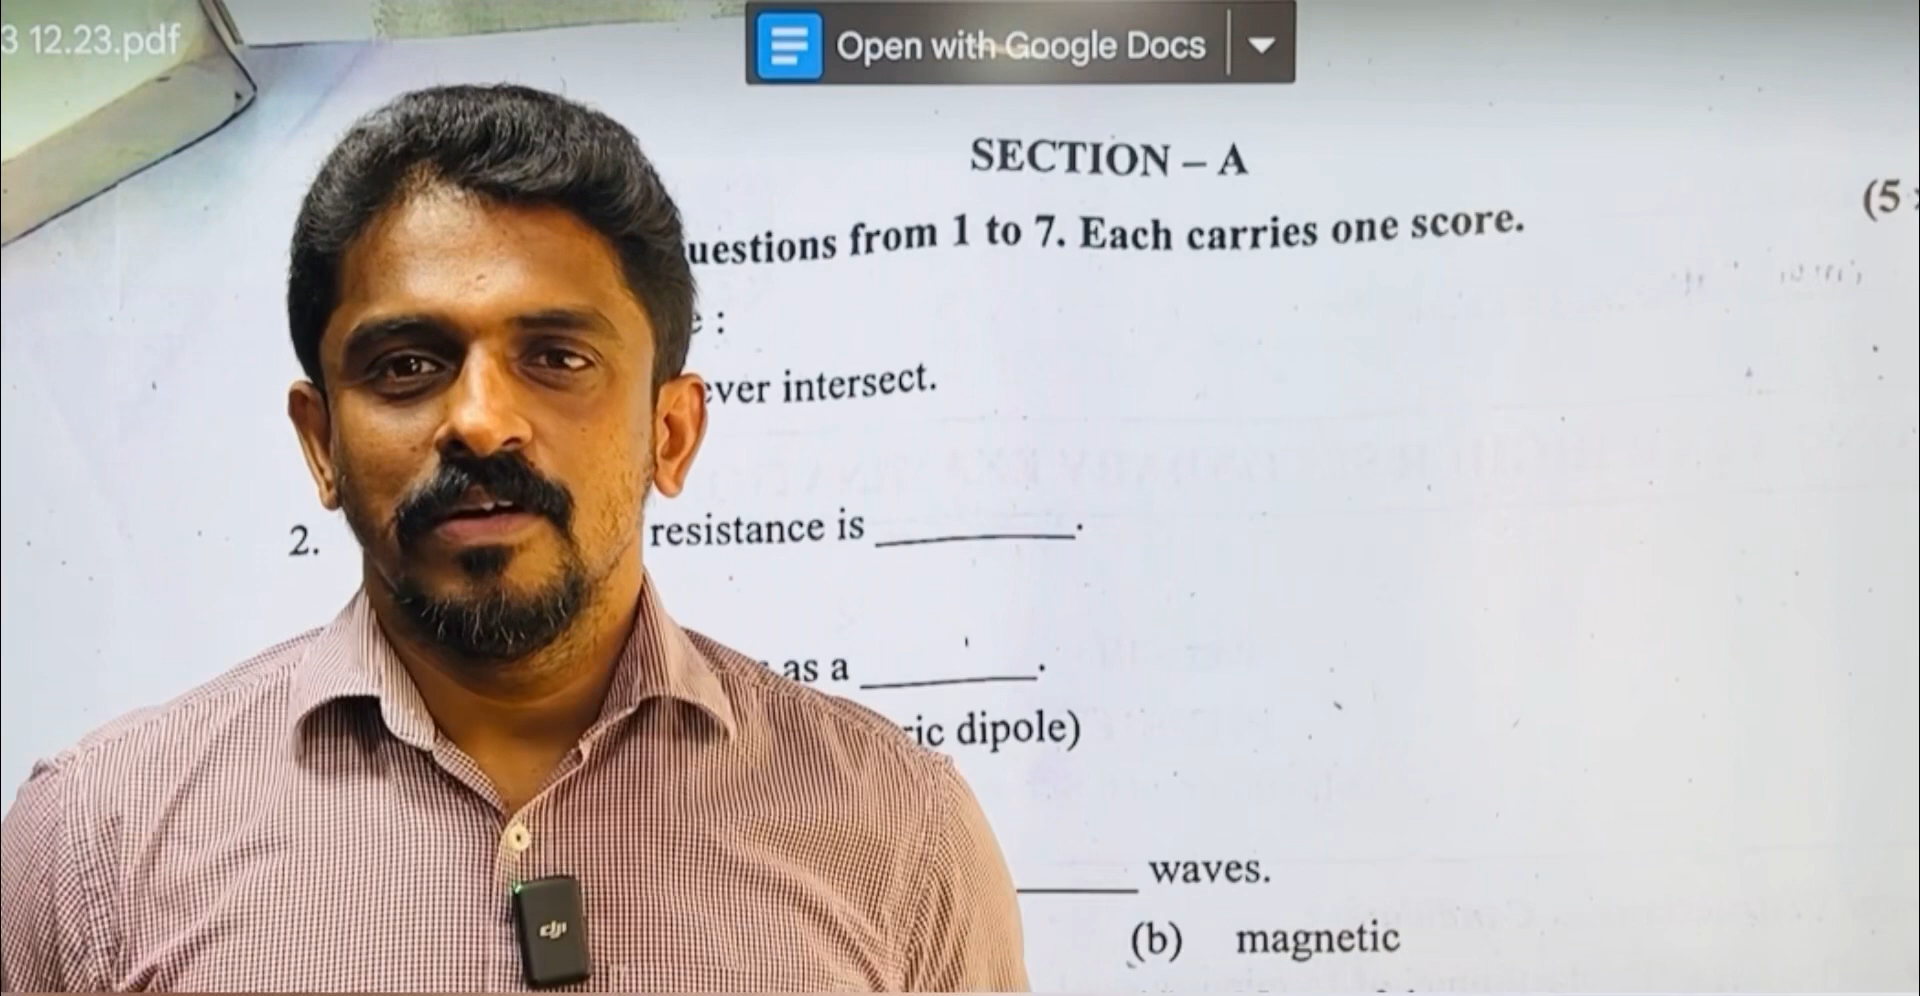 3 12.23.pdf
Open with Google Docs
SECTION – A
(5
uestions from 1 to 7. Each carries one score.
:
ever intersect.
2. resistance is ________.
as a ________.
ric dipole)
________ waves.
(b) magnetic
dji